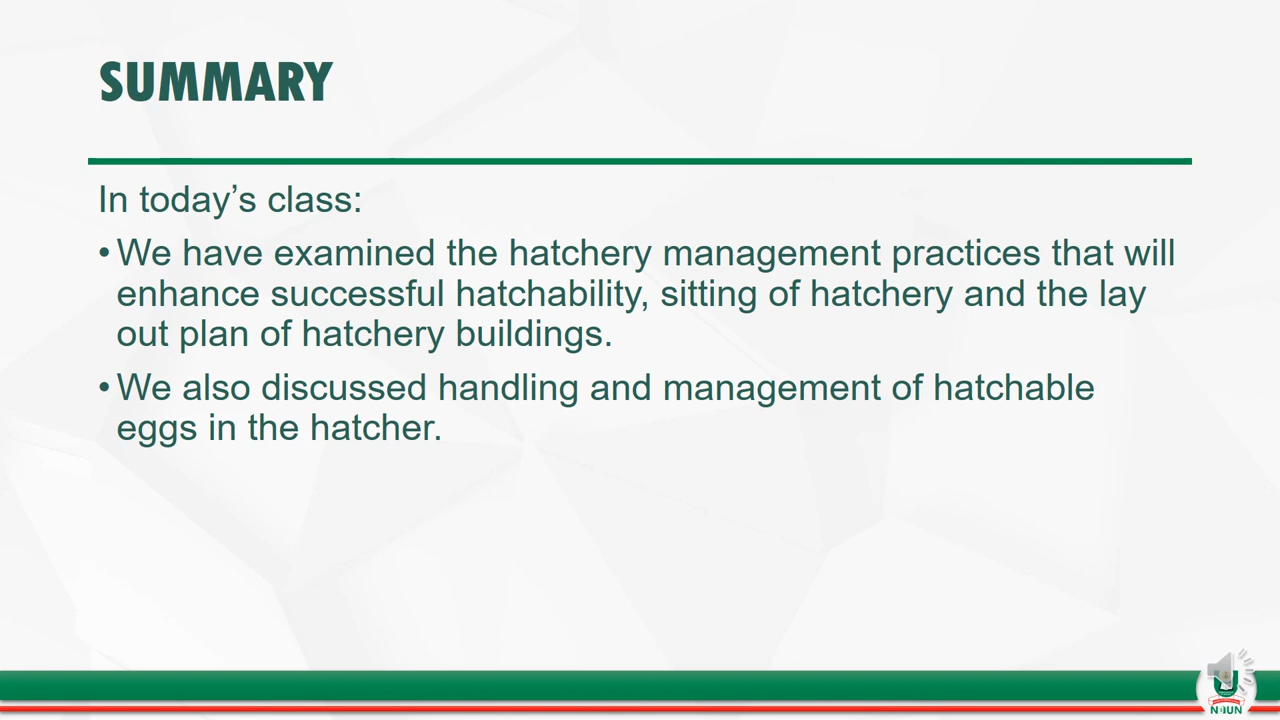 SUMMARY
In today’s class:
• We have examined the hatchery management practices that will
enhance successful hatchability, sitting of hatchery and the lay
out plan of hatchery buildings.
• We also discussed handling and management of hatchable
eggs in the hatcher.